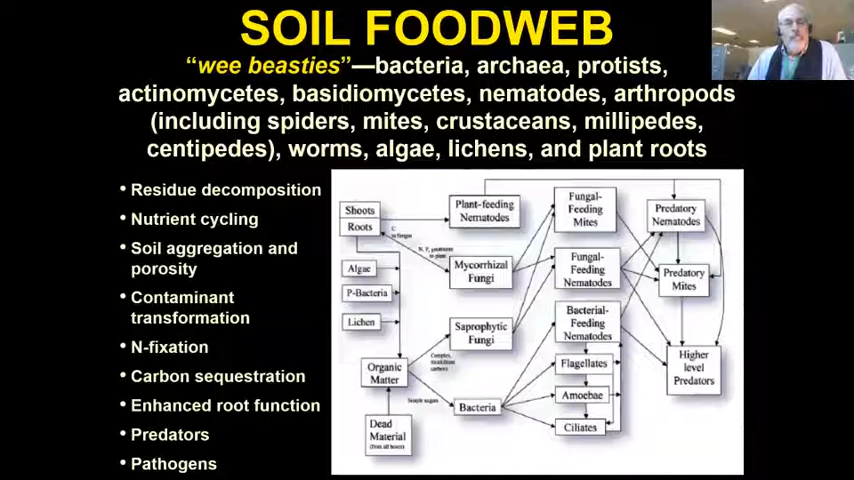 SOIL FOODWEB
“wee beasties”—bacteria, archaea, protists,
actinomycetes, basidiomycetes, nematodes, arthropods
(including spiders, mites, crustaceans, millipedes,
centipedes), worms, algae, lichens, and plant roots
• Residue decomposition
• Nutrient cycling
• Soil aggregation and
porosity
• Contaminant
transformation
• N-fixation
• Carbon sequestration
• Enhanced root function
• Predators
• Pathogens
Shoots
Roots
Algae
P-Bacteria
Lichen
Organic
Matter
Dead
Material
Plant-feeding
Nematodes
C
to fungus
Mycorrhizal
Fungi
Saprophytic
Fungi
Simple sugars
Bacteria
Fungal-
Feeding
Mites
Fungal-
Feeding
Nematodes
Bacterial-
Feeding
Nematodes
Flagellates
Amoebae
Ciliates
Predatory
Nematodes
Predatory
Mites
Higher
level
Predators